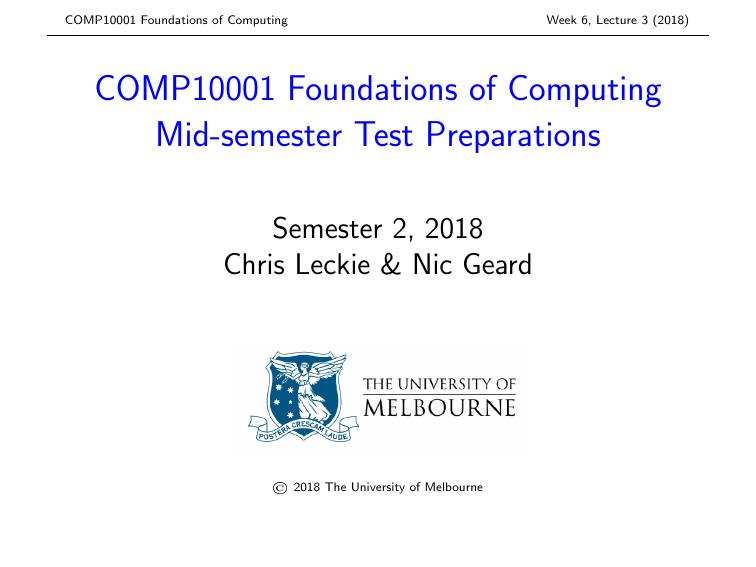 COMP10001 Foundations of Computing
Week 6, Lecture 3 (2018)
COMP10001 Foundations of Computing
Mid-semester Test Preparations
Semester 2, 2018
Chris Leckie & Nic Geard
THE UNIVERSITY OF
MELBOURNE
POSTERA CRESCAM LAUDE
© 2018 The University of Melbourne